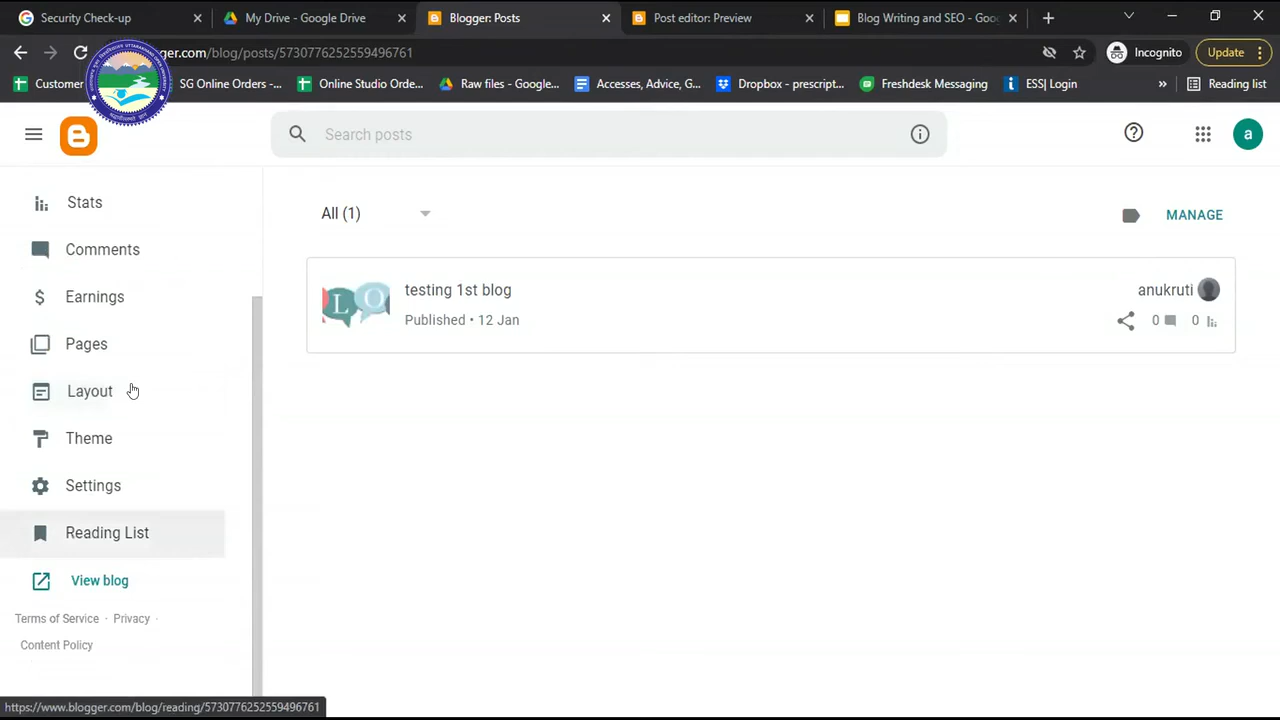 Security Check-up
My Drive - Google Drive
Blogger: Posts
Post editor: Preview
Blog Writing and SEO - Goo
ger.com/blog/posts/5730776252559496761
Incognito
Update
Customer
SG Online Orders -...
Online Studio Orde...
Raw files - Google...
Accesses, Advice, G...
Dropbox - pw, ppt...
Freshdesk Messaging
ESS| Login
»
Reading list
Search posts
a
Stats
Comments
Earnings
Pages
Layout
Theme
Settings
Reading List
View blog
Terms of Service · Privacy ·
Content Policy
All (1)
MANAGE
testing 1st blog
Published • 12 Jan
anukruti
0
0
L O
https://www.blogger.com/blog/reading/5730776252559496761